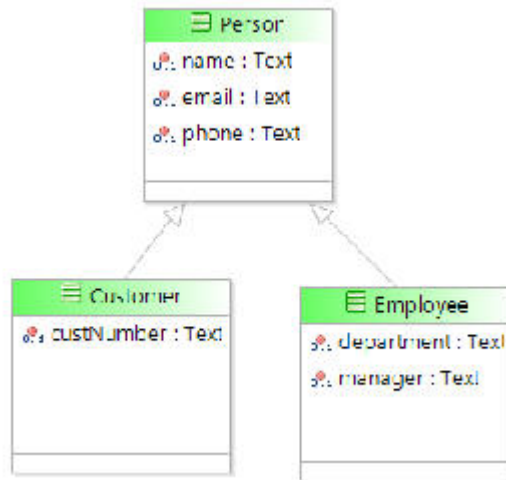 Person
name : Text
email : Text
phone : Text
Customer
custNumber : Text
Employee
department : Text
manager : Text